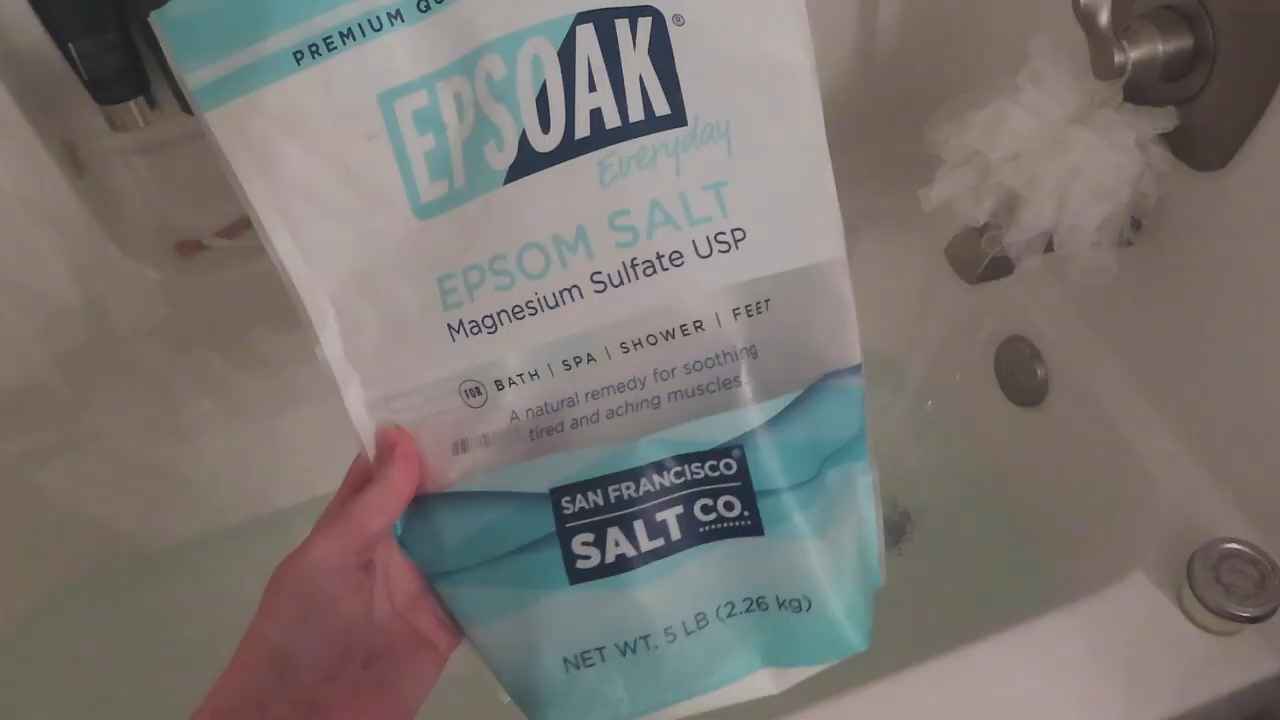 PREMIUM
EPSOAK®
Everyday
EPSOM SALT
Magnesium Sulfate USP
FOR BATH | SPA | SHOWER | FEET
A natural remedy for soothing
tired and aching muscles.
SAN FRANCISCO®
SALT CO.
NET WT. 5 LB (2.26 kg)